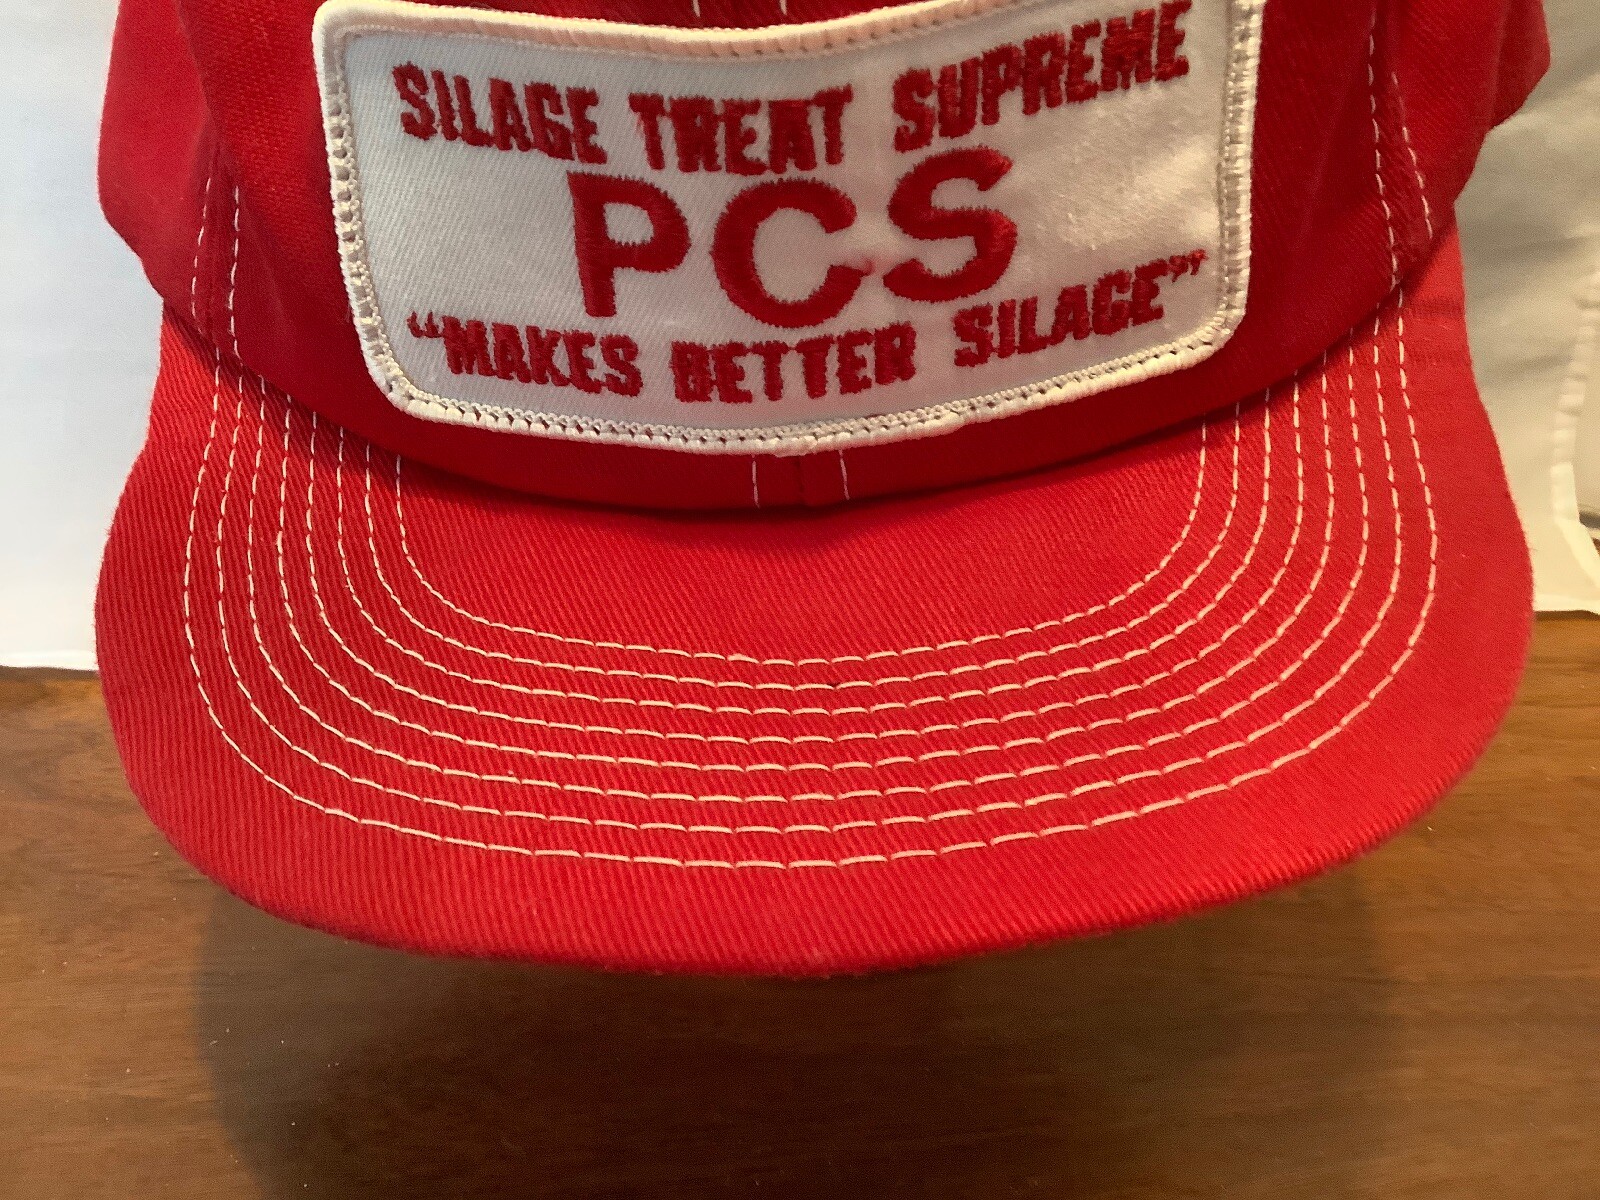 SILAGE TREAT SUPREME
PCS
“MAKES BETTER SILAGE”